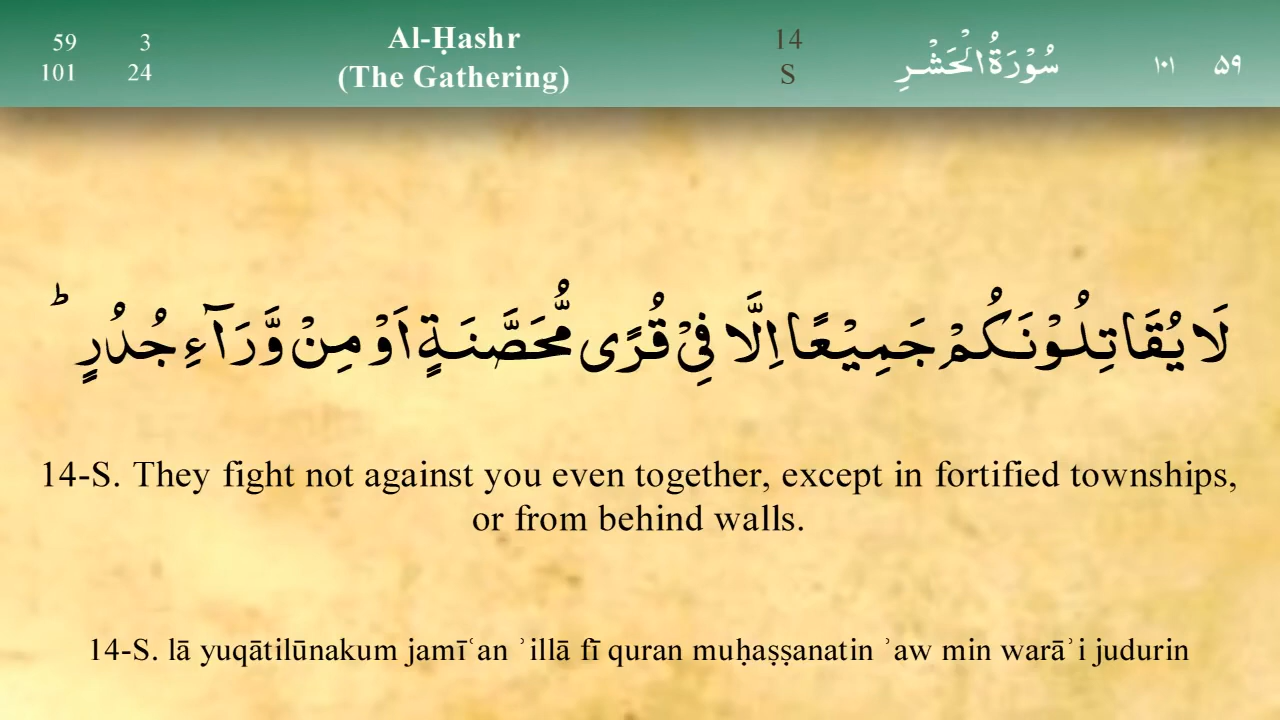 59 3 Al-Ḥashr 14 سُوْرَةُ الْحَشْرِ ۱۰۱ ۵۹
101 24 (The Gathering) S
لَا يُقَاتِلُوْنَكُمْ جَمِيْعًا اِلَّا فِيْ قُرًى مُّحَصَّنَةٍ اَوْ مِنْ وَّرَآءِ جُدُرٍ ؕ
14-S. They fight not against you even together, except in fortified townships,
or from behind walls.
14-S. lā yuqātilūnakum jamīʿan ʾillā fī quran muḥaṣṣanatin ʾaw min warāʾi judurin